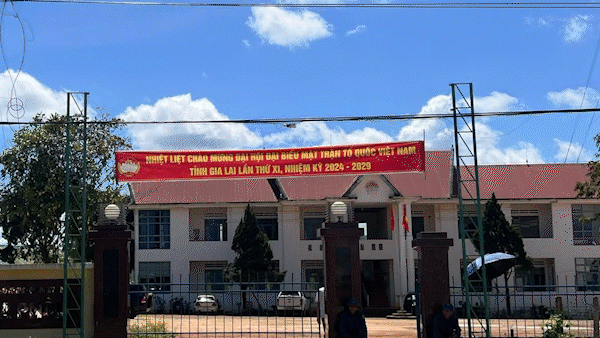 NHIỆT LIỆT CHÀO MỪNG ĐẠI HỘI ĐẠI BIỂU MẶT TRẬN TỔ QUỐC VIỆT NAM
TỈNH GIA LAI LẦN THỨ XI, NHIỆM KỲ 2024 - 2029